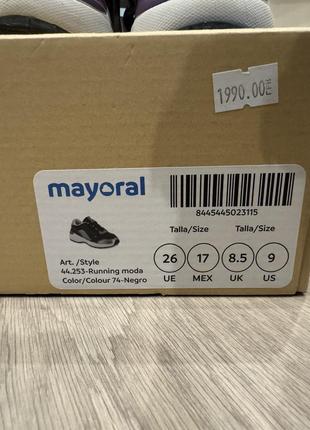 1990.00
ГРН
mayoral
8445445023115
Talla/Size Talla/Size
Art. /Style
44.253-Running moda
Color/Colour 74-Negro
26 17 8.5 9
UE MEX UK US